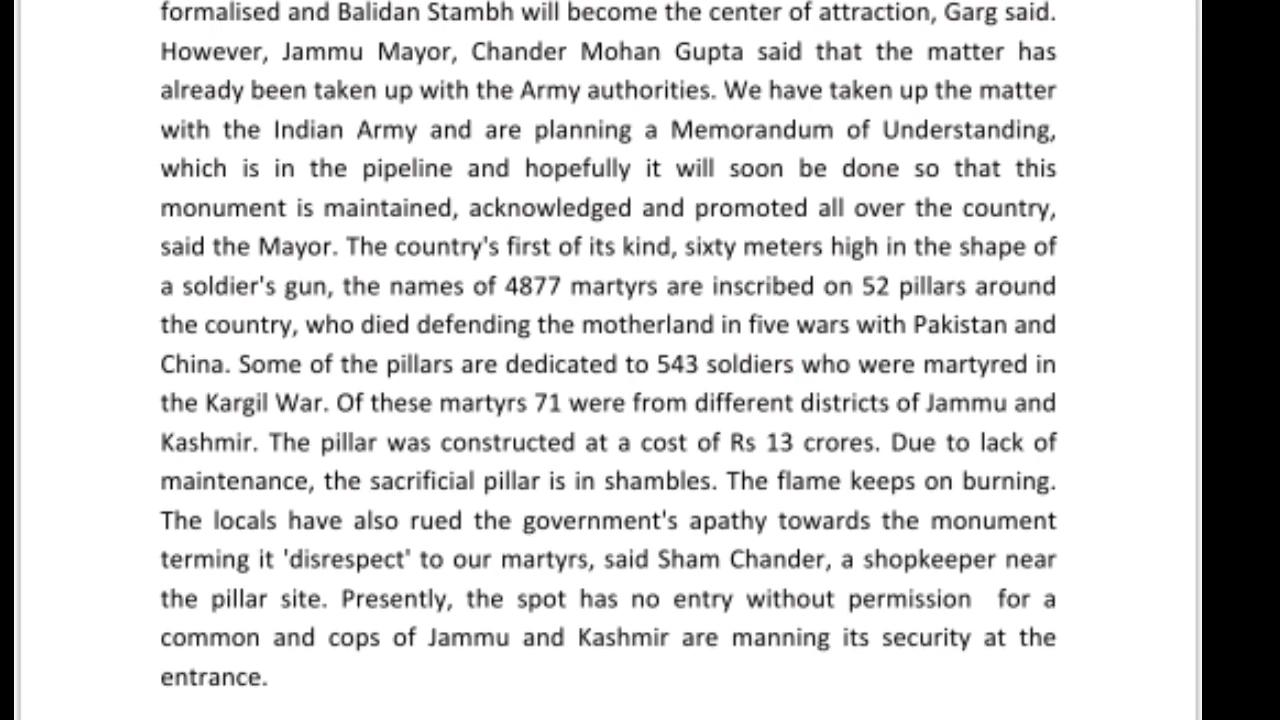 formalised and Balidan Stambh will become the center of attraction, Garg said.
However, Jammu Mayor, Chander Mohan Gupta said that the matter has
already been taken up with the Army authorities. We have taken up the matter
with the Indian Army and are planning a Memorandum of Understanding,
which is in the pipeline and hopefully it will soon be done so that this
monument is maintained, acknowledged and promoted all over the country,
said the Mayor. The country's first of its kind, sixty meters high in the shape of
a soldier's gun, the names of 4877 martyrs are inscribed on 52 pillars around
the country, who died defending the motherland in five wars with Pakistan and
China. Some of the pillars are dedicated to 543 soldiers who were martyred in
the Kargil War. Of these martyrs 71 were from different districts of Jammu and
Kashmir. The pillar was constructed at a cost of Rs 13 crores. Due to lack of
maintenance, the sacrificial pillar is in shambles. The flame keeps on burning.
The locals have also rued the government's apathy towards the monument
terming it 'disrespect' to our martyrs, said Sham Chander, a shopkeeper near
the pillar site. Presently, the spot has no entry without permission for a
common and cops of Jammu and Kashmir are manning its security at the
entrance.